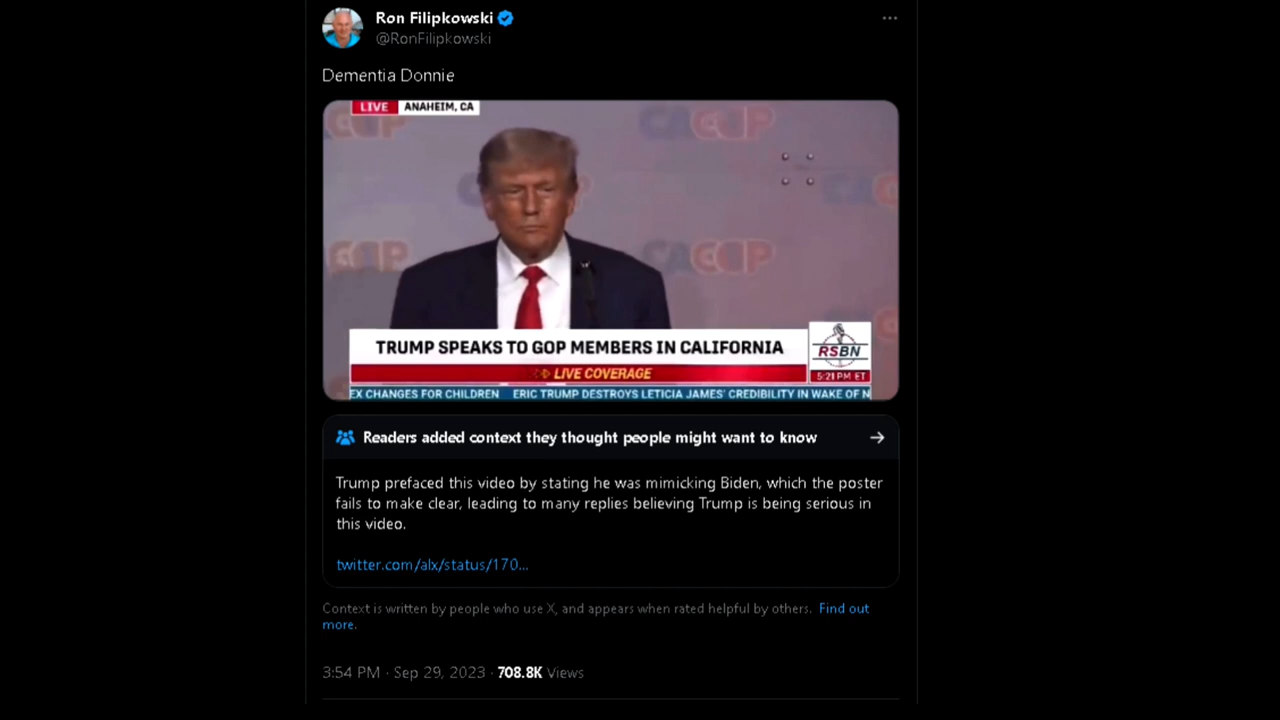 Ron Filipkowski
@RonFilipkowski
Dementia Donnie
LIVE ANAHEIM, CA
CAGOP
CAGOP
TRUMP SPEAKS TO GOP MEMBERS IN CALIFORNIA
RSBN
LIVE COVERAGE
5:21 PM ET
EX CHANGES FOR CHILDREN ERIC TRUMP DESTROYS LETICIA JAMES' CREDIBILITY IN WAKE OF N
Readers added context they thought people might want to know
Trump prefaced this video by stating he was mimicking Biden, which the poster
fails to make clear, leading to many replies believing Trump is being serious in
this video.
twitter.com/alx/status/170...
Context is written by people who use X, and appears when rated helpful by others. Find out
more.
3:54 PM · Sep 29, 2023 · 708.8K Views